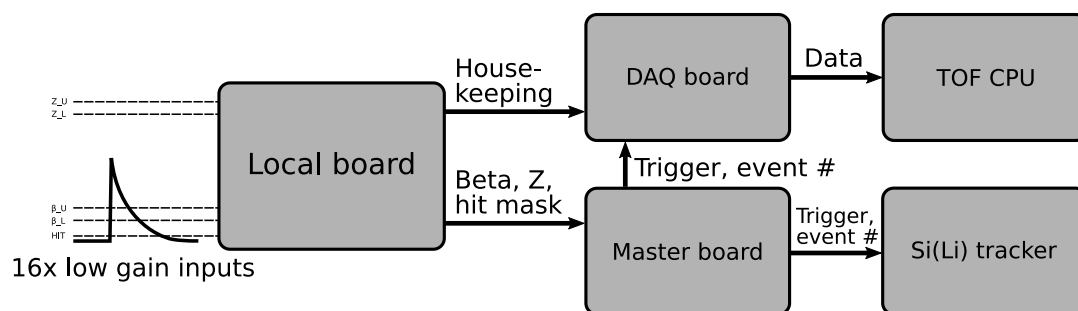 Z_U
Z_L
β_U
β_L
HIT
16x low gain inputs
Local board
House-
keeping
Beta, Z,
hit mask
DAQ board
Data
TOF CPU
Trigger, event #
Master board
Trigger,
event #
Si(Li) tracker